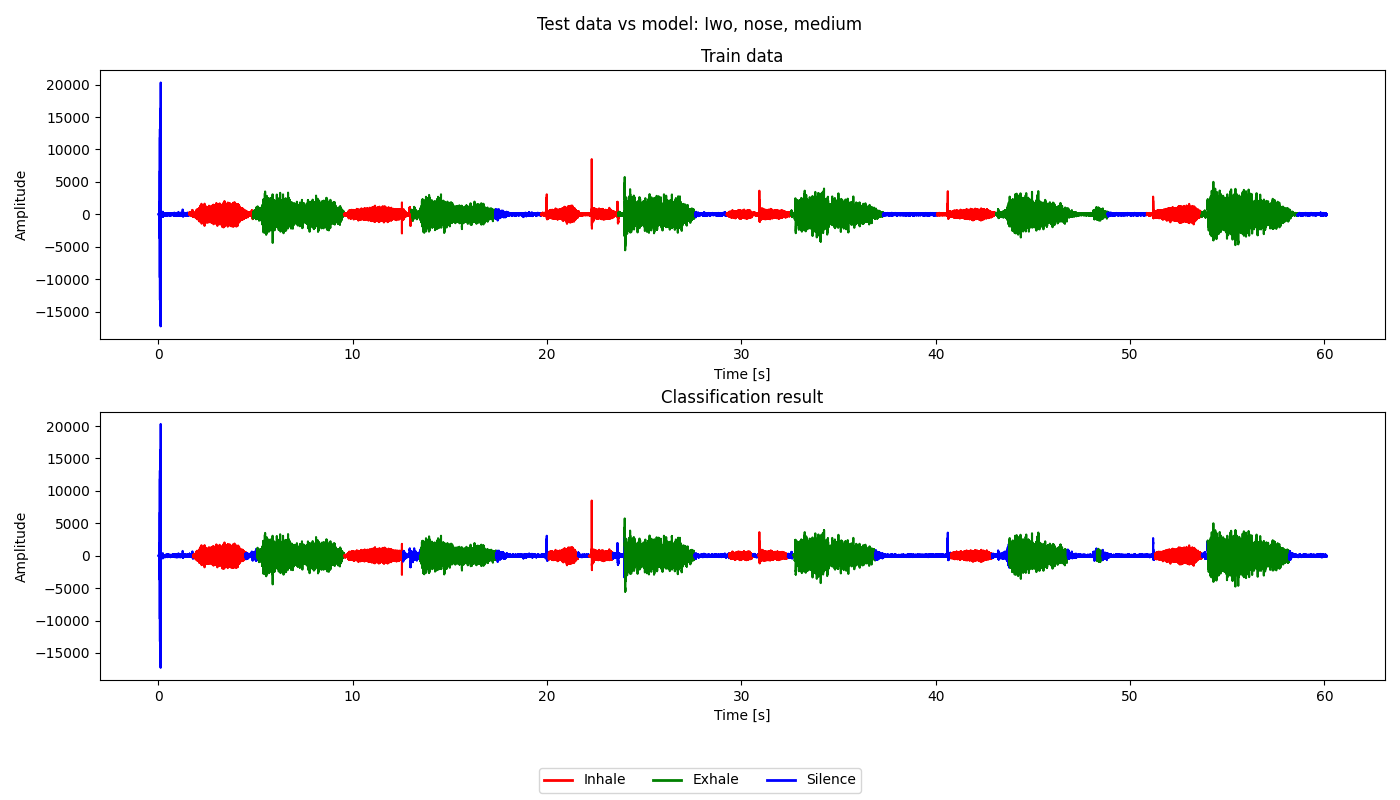 Test data vs model: Iwo, nose, medium
Train data
20000
15000
10000
5000
0
−5000
−10000
−15000
Amplitude
0 10 20 30 40 50 60
Time [s]
Classification result
20000
15000
10000
5000
0
−5000
−10000
−15000
Amplitude
0 10 20 30 40 50 60
Time [s]
Inhale Exhale Silence